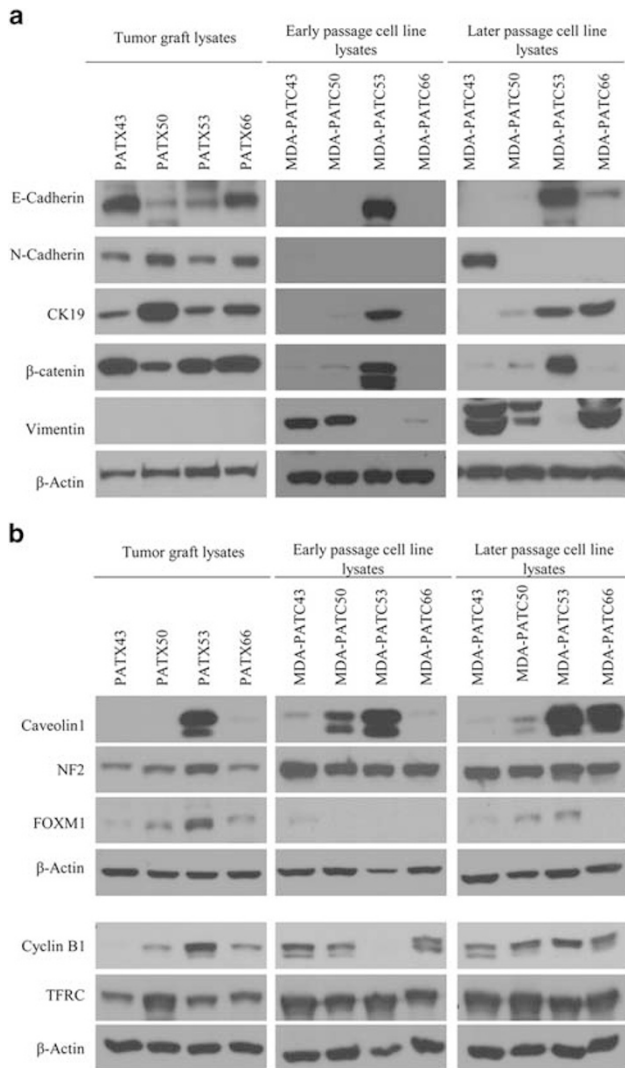 a
Tumor graft lysates
Early passage cell line
lysates
Later passage cell line
lysates
PATX43
PATX50
PATX53
PATX66
MDA-PATC43
MDA-PATC50
MDA-PATC53
MDA-PATC66
MDA-PATC43
MDA-PATC50
MDA-PATC53
MDA-PATC66
E-Cadherin
N-Cadherin
CK19
β-catenin
Vimentin
β-Actin
b
Tumor graft lysates
Early passage cell line
lysates
Later passage cell line
lysates
PATX43
PATX50
PATX53
PATX66
MDA-PATC43
MDA-PATC50
MDA-PATC53
MDA-PATC66
MDA-PATC43
MDA-PATC50
MDA-PATC53
MDA-PATC66
Caveolin1
NF2
FOXM1
β-Actin
Cyclin B1
TFRC
β-Actin